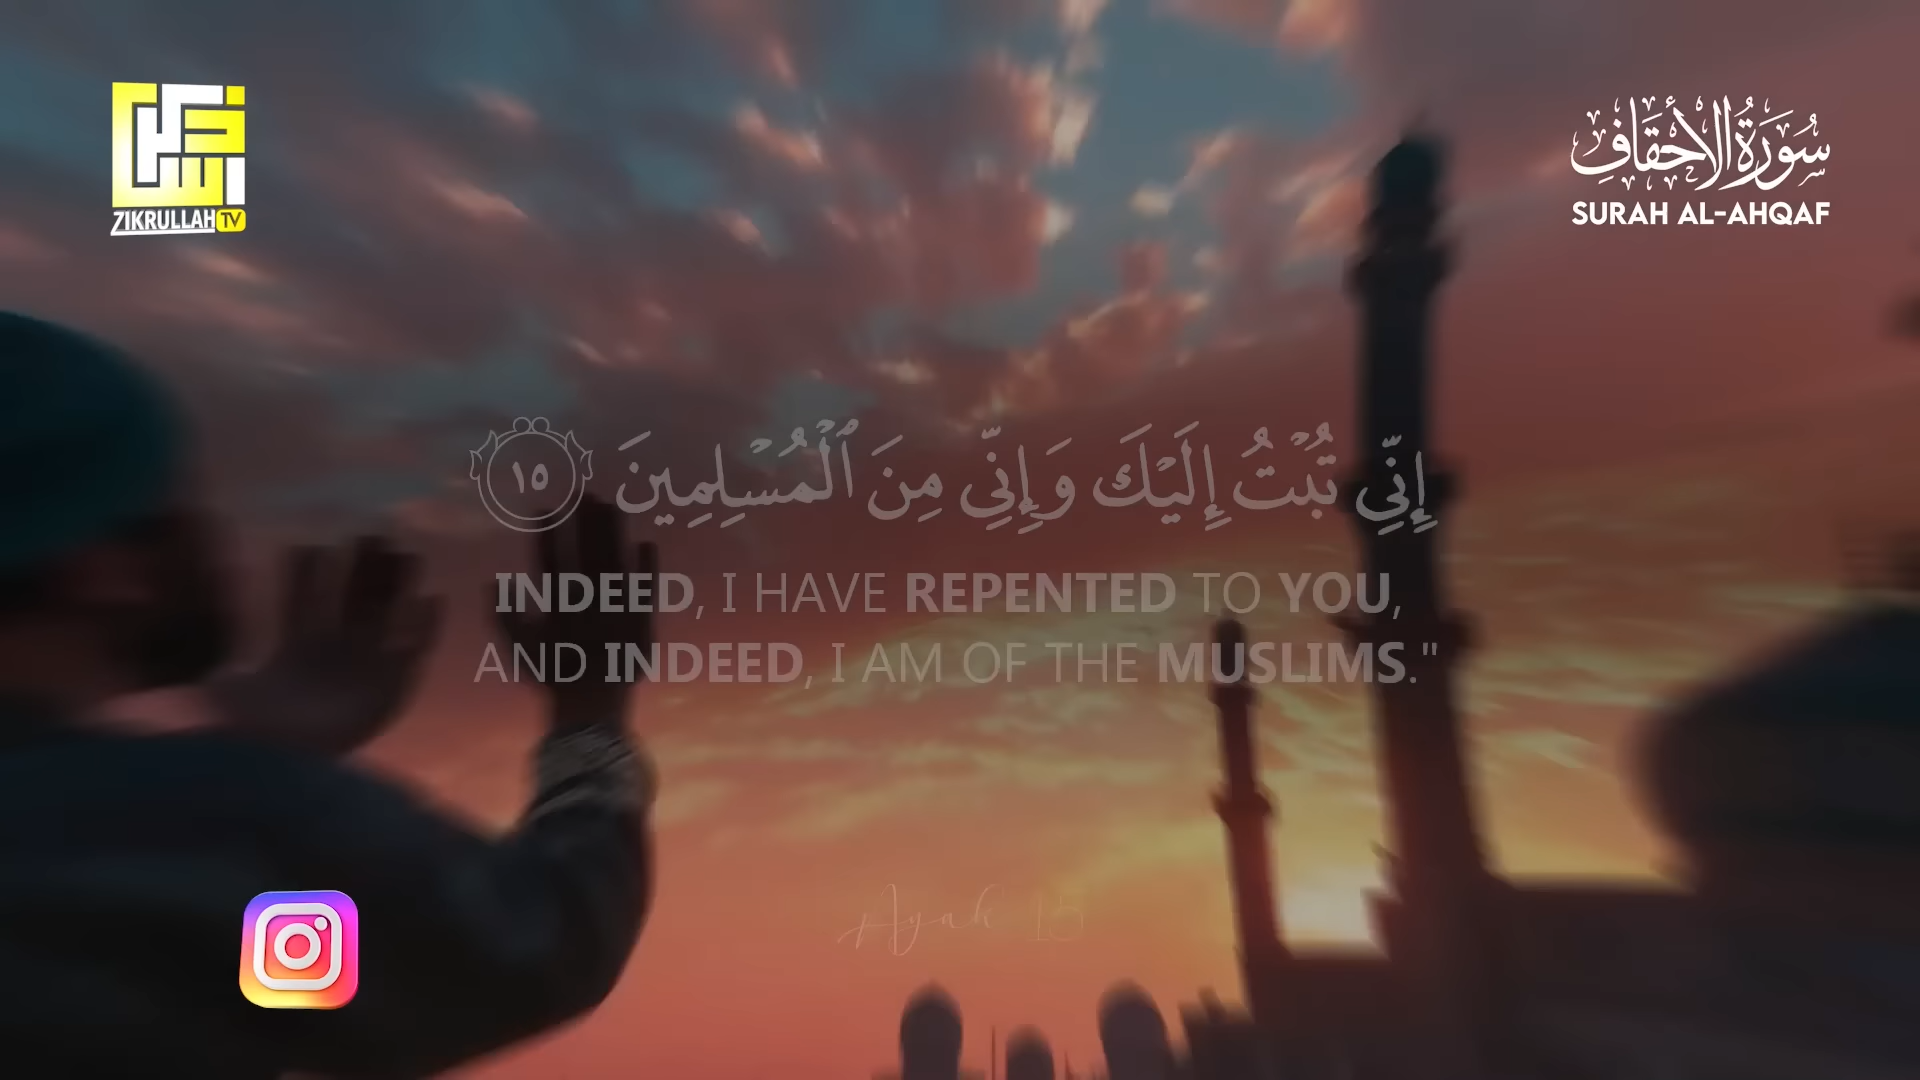 ZIKRULLAH TV
سُورَةُ الأَحقَافِ
SURAH AL-AHQAF
إِنِّي تُبْتُ إِلَيْكَ وَإِنِّي مِنَ ٱلْمُسْلِمِينَ ١٥
INDEED, I HAVE REPENTED TO YOU,
AND INDEED, I AM OF THE MUSLIMS."
Ayah 15